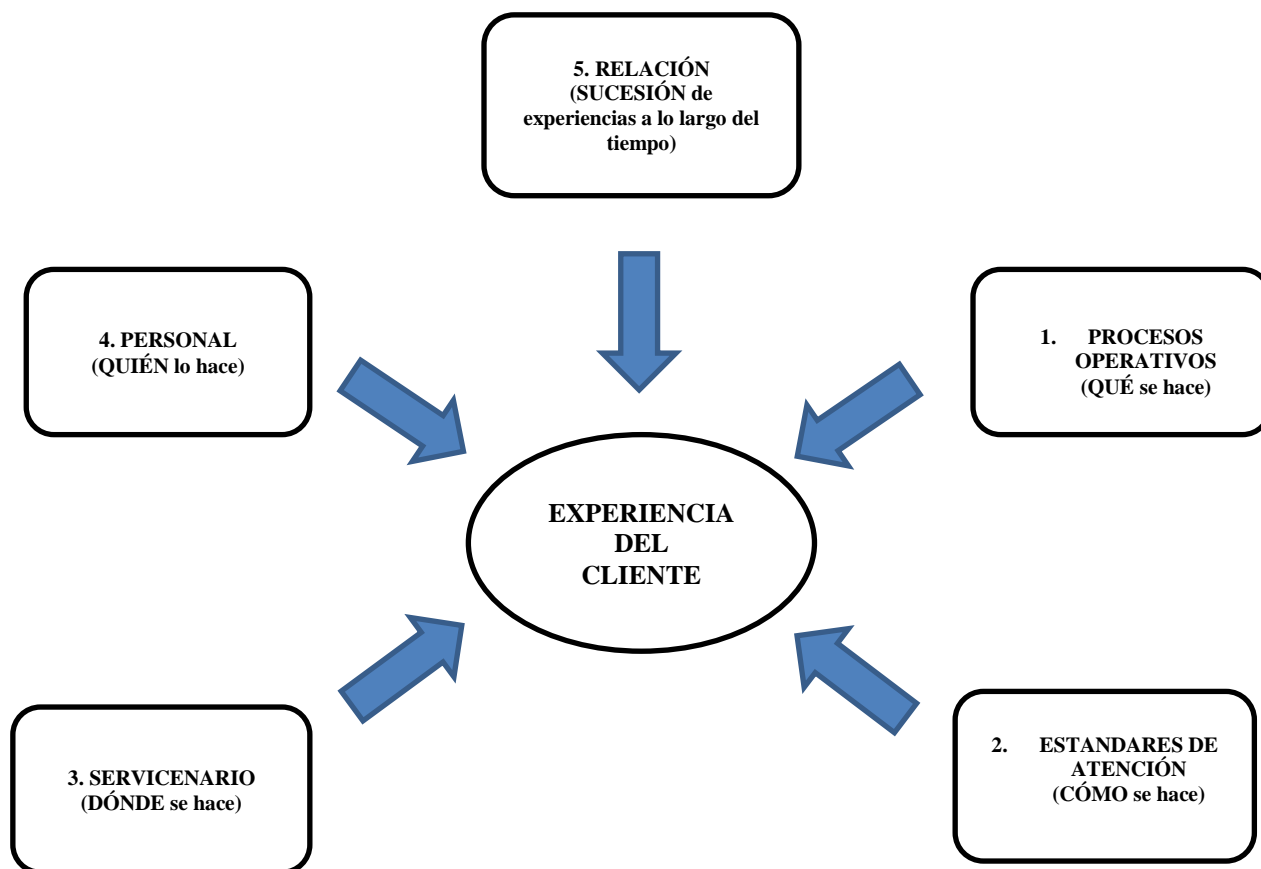 5. RELACIÓN
(SUCESIÓN de
experiencias a lo largo del
tiempo)
4. PERSONAL
(QUIÉN lo hace)
1. PROCESOS
OPERATIVOS
(QUÉ se hace)
EXPERIENCIA
DEL
CLIENTE
3. SERVICENARIO
(DÓNDE se hace)
2. ESTANDARES DE
ATENCIÓN
(CÓMO se hace)